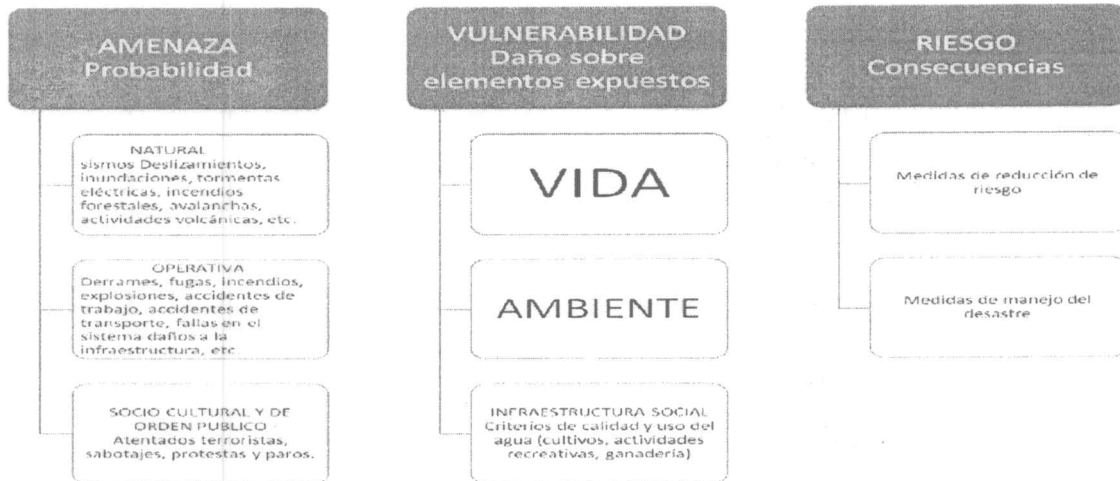 AMENAZA
Probabilidad
NATURAL
sismos Deslizamientos,
inundaciones, tormentas
eléctricas, incendios
forestales, avalanchas,
actividades volcánicas, etc.
OPERATIVA
Derrames, fugas, incendios,
explosiones, accidentes de
trabajo, accidentes de
transporte, fallas en el
sistema daños a la
infraestructura, etc
SOCIO CULTURAL Y DE
ORDEN PUBLICO
Atentados terroristas,
sabotajes, protestas y paros.
VULNERABILIDAD
Daño sobre
elementos expuestos
VIDA
AMBIENTE
INFRAESTRUCTURA SOCIAL
Criterios de calidad y uso del
agua (cultivos, actividades
recreativas, ganadería)
RIESGO
Consecuencias
Medidas de reducción de
riesgo
Medidas de manejo del
desastre